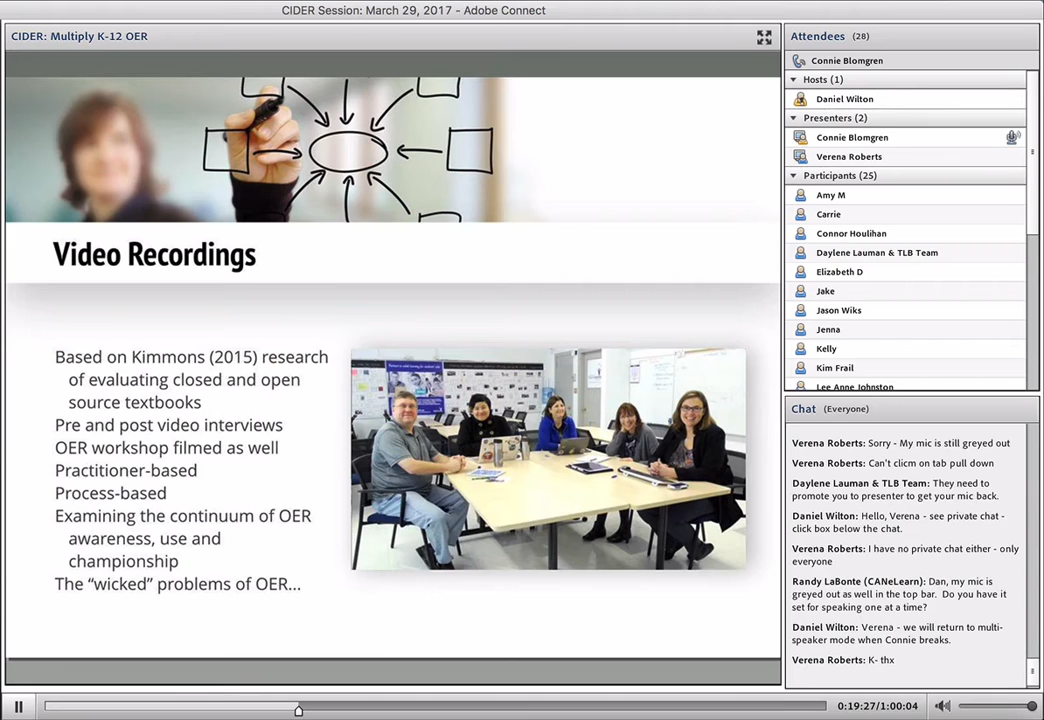 CIDER Session: March 29, 2017 - Adobe Connect
CIDER: Multiply K-12 OER
Video Recordings
Based on Kimmons (2015) research
of evaluating closed and open
source textbooks
Pre and post video interviews
OER workshop filmed as well
Practitioner-based
Process-based
Examining the continuum of OER
awareness, use and
championship
The “wicked” problems of OER...
Attendees (28)
Connie Blomgren
Hosts (1)
Daniel Wilton
Presenters (2)
Connie Blomgren
Verena Roberts
Participants (25)
Amy M
Carrie
Connor Houlihan
Daylene Lauman & TLB Team
Elizabeth D
Jake
Jason Wiks
Jenna
Kelly
Kim Frail
Lee Anne Johnston
Chat (Everyone)
Verena Roberts: Sorry - My mic is still greyed out
Verena Roberts: Can't clicm on tab pull down
Daylene Lauman & TLB Team: They need to
promote you to presenter to get your mic back.
Daniel Wilton: Hello, Verena - see private chat -
click box below the chat.
Verena Roberts: I have no private chat either - only
everyone
Randy LaBonte (CANeLearn): Dan, my mic is
greyed out as well in the top bar. Do you have it
set for speaking one at a time?
Daniel Wilton: Verena - we will return to multi-
speaker mode when Connie breaks.
Verena Roberts: K- thx
0:19:27/1:00:04